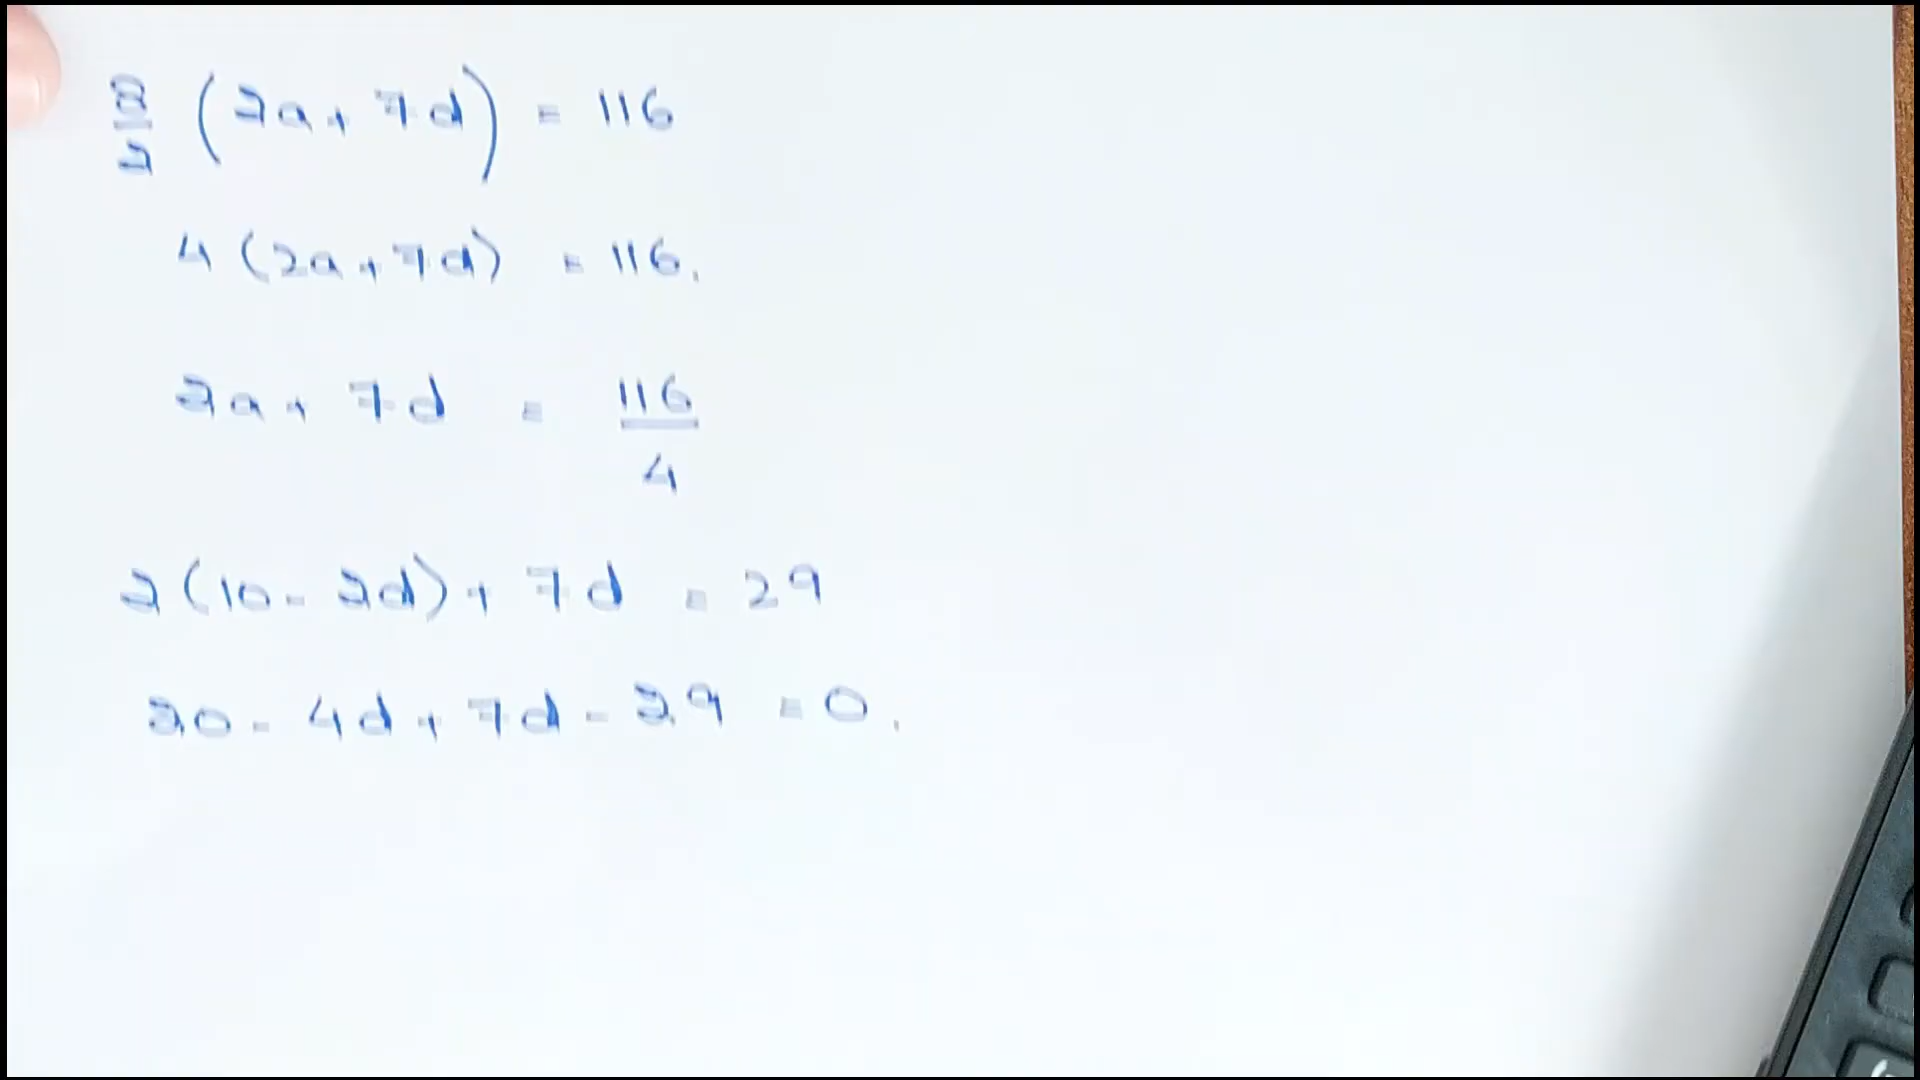 8/2 (2a + 7d) = 116
4 (2a + 7d) = 116.
2a + 7d = 116/4
2(10 - 2d) + 7d = 29
20 - 4d + 7d - 29 = 0.